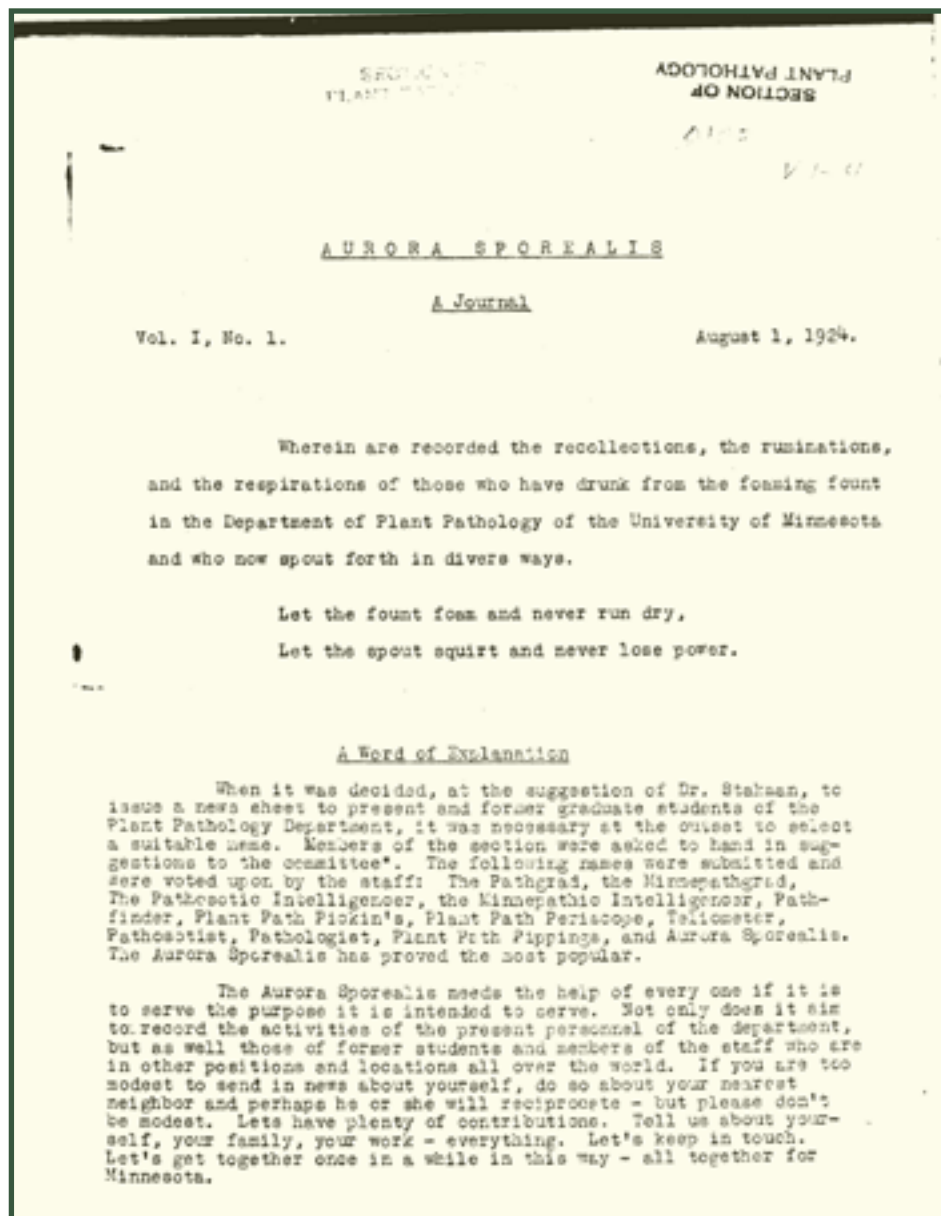 SECTION OF
PLANT PATHOLOGY
SECTION OF
PLANT
AURORA SPOREALIS
A Journal
Vol. I, No. 1.
August 1, 1924.
Wherein are recorded the recollections, the ruminations,
and the respirations of those who have drunk from the foaming fount
in the Department of Plant Pathology of the University of Minnesota
and who now spout forth in divers ways.
Let the fount foam and never run dry,
Let the spout squirt and never lose power.
A Word of Explanation
When it was decided, at the suggestion of Dr. Stakman, to
issue a news sheet to present and former graduate students of the
Plant Pathology Department, it was necessary at the outset to select
a suitable name. Members of the section were asked to hand in sug-
gestions to the committee*. The following names were submitted and
were voted upon by the staff: The Pathgrad, the Minnepathgrad,
The Pathosotic Intelligencer, the Minnepathic Intelligencer, Path-
finder, Plant Path Pickin's, Plant Path Periscope, Teliometer,
Pathosotist, Pathologist, Plant Path Pippings, and Aurora Sporealis.
The Aurora Sporealis has proved the most popular.
The Aurora Sporealis needs the help of every one if it is
to serve the purpose it is intended to serve. Not only does it aim
to record the activities of the present personnel of the department,
but as well those of former students and members of the staff who are
in other positions and locations all over the world. If you are too
modest to send in news about yourself, do so about your nearest
neighbor and perhaps he or she will reciprocate - but please don't
be modest. Lets have plenty of contributions. Tell us about your-
self, your family, your work - everything. Let's keep in touch.
Let's get together once in a while in this way - all together for
Minnesota.